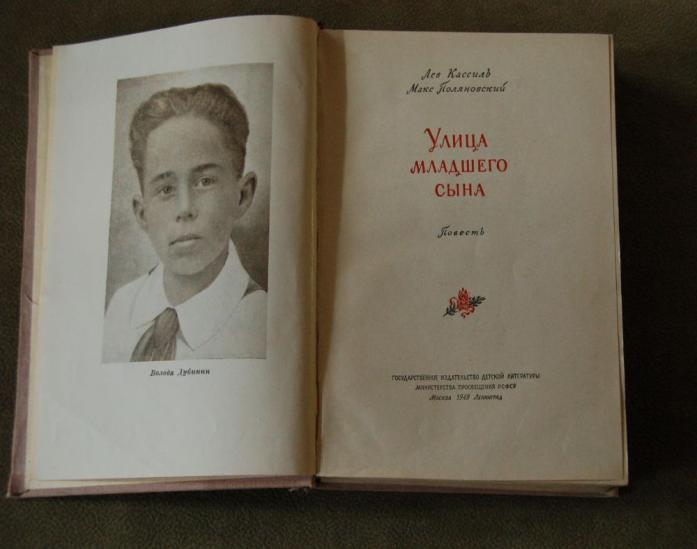 Володя Дубинин
Лев Кассиль
Макс Поляновский
Улица
младшего
сына
Повесть
Государственное издательство детской литературы
Министерства просвещения РСФСР
Москва 1949 Ленинград